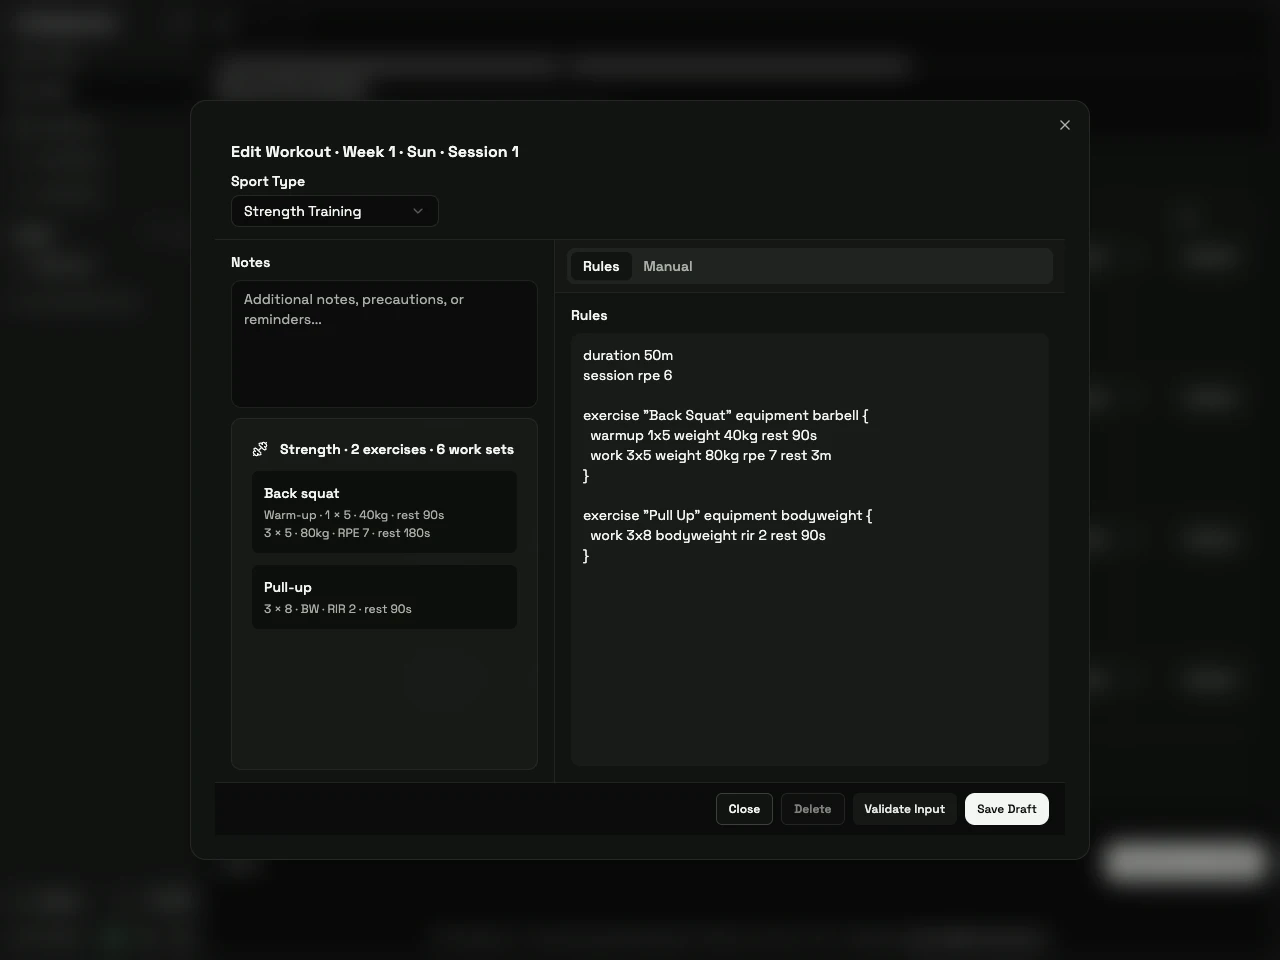 Edit Workout · Week 1 · Sun · Session 1
Sport Type
Strength Training
Notes
Additional notes, precautions, or
reminders...
Strength · 2 exercises · 6 work sets
Back squat
Warm-up · 1 × 5 · 40kg · rest 90s
3 × 5 · 80kg · RPE 7 · rest 180s
Pull-up
3 × 8 · BW · RIR 2 · rest 90s
Rules Manual
Rules
duration 50m
session rpe 6
exercise "Back Squat" equipment barbell {
warmup 1x5 weight 40kg rest 90s
work 3x5 weight 80kg rpe 7 rest 3m
}
exercise "Pull Up" equipment bodyweight {
work 3x8 bodyweight rir 2 rest 90s
}
Close Delete Validate Input Save Draft